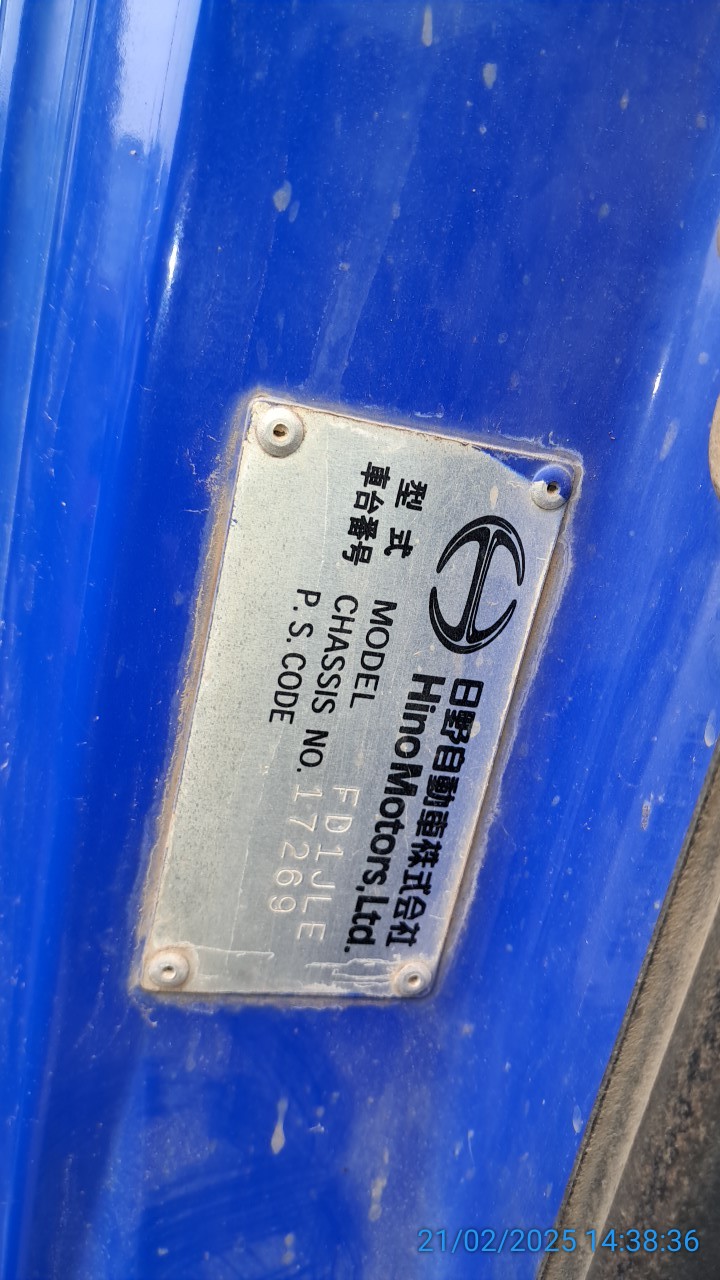 日野自動車株式会社
Hino Motors, Ltd.
型式 MODEL FD1JLE
車台番号 CHASSIS NO. 17269
P.S. CODE
21/02/2025 14:38:36